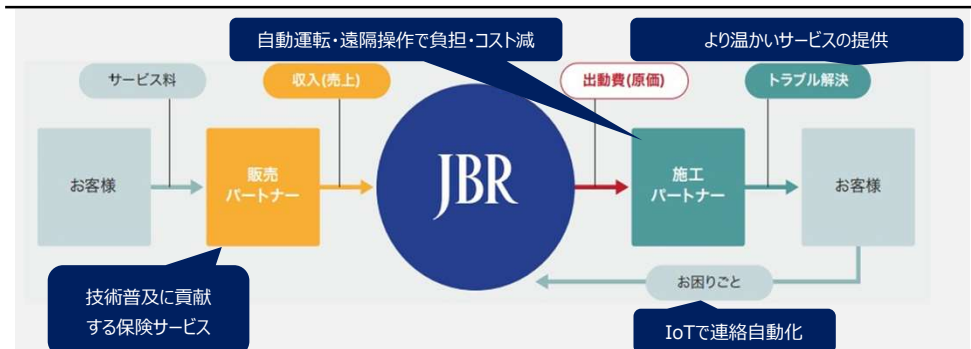 自動運転・遠隔操作で負担・コスト減
より温かいサービスの提供
サービス料
収入(売上)
出動費(原価)
トラブル解決
お客様
販売
パートナー
JBR
施工
パートナー
お客様
技術普及に貢献
する保険サービス
お困りごと
IoTで連絡自動化